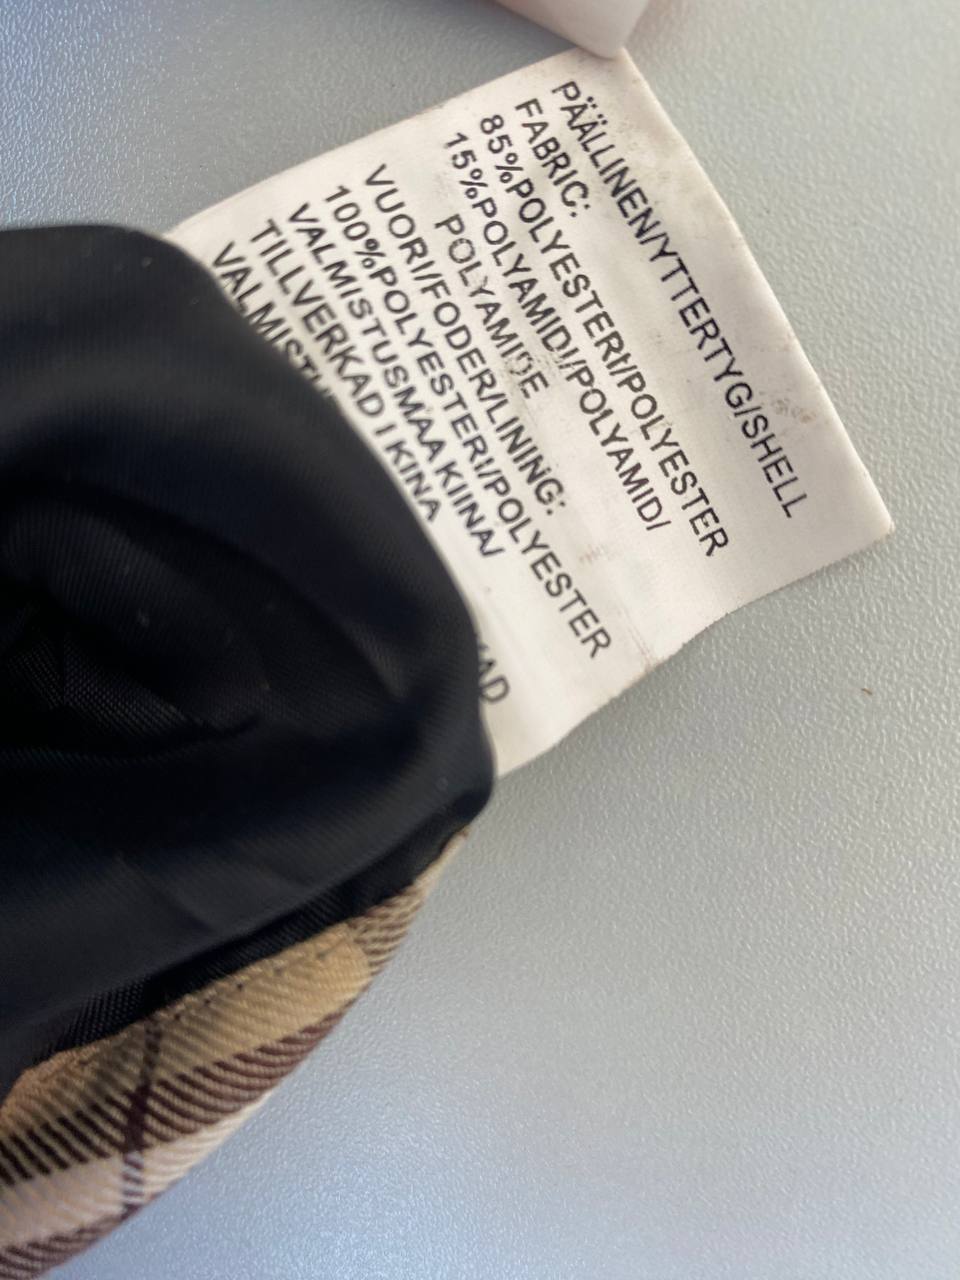 PÄÄLLINEN/YTTERTYG/SHELL
FABRIC:
85%POLYESTERI/POLYESTER
15%POLYAMIDI/POLYAMID/
POLYAMIDE
VUORI/FODER/LINING:
100%POLYESTERI/POLYESTER
VALMISTUSMAA KIINA/
TILLVERKAD I KINA